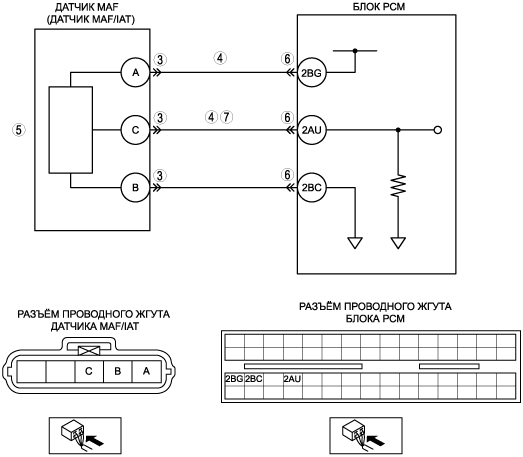 ДАТЧИК MAF
(ДАТЧИК MAF/IAT)
БЛОК PCM
A
3
4
6
2BG
5
C
3
4 7
6
2AU
B
3
6
2BC
РАЗЪЁМ ПРОВОДНОГО ЖГУТА
ДАТЧИКА MAF/IAT
C B A
РАЗЪЁМ ПРОВОДНОГО ЖГУТА
БЛОКА PCM
2BG 2BC 2AU